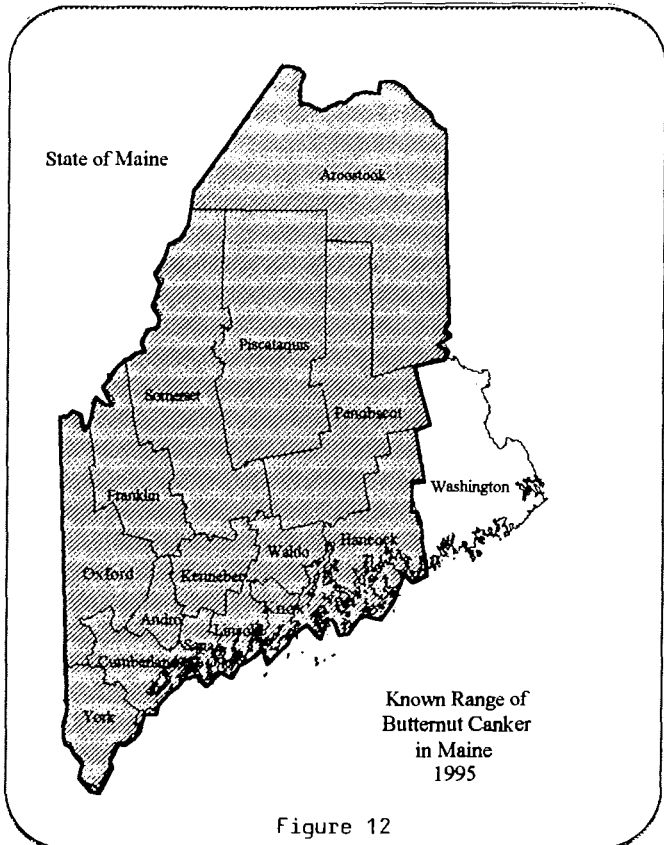 State of Maine
Aroostook
Piscataquis
Somerset
Penobscot
Washington
Franklin
Hancock
Waldo
Oxford
Kennebec
Knox
Andro
Lincoln
Cumberland
York
Known Range of
Butternut Canker
in Maine
1995
Figure 12